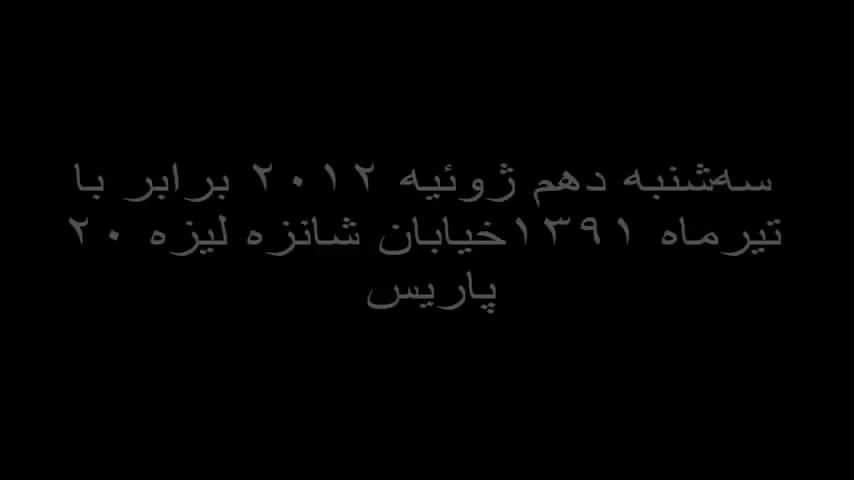 سه‌شنبه دهم ژوئیه ۲۰۱۲ برابر با
تیرماه ۱۳۹۱خیابان شانزه لیزه ۲۰
پاریس